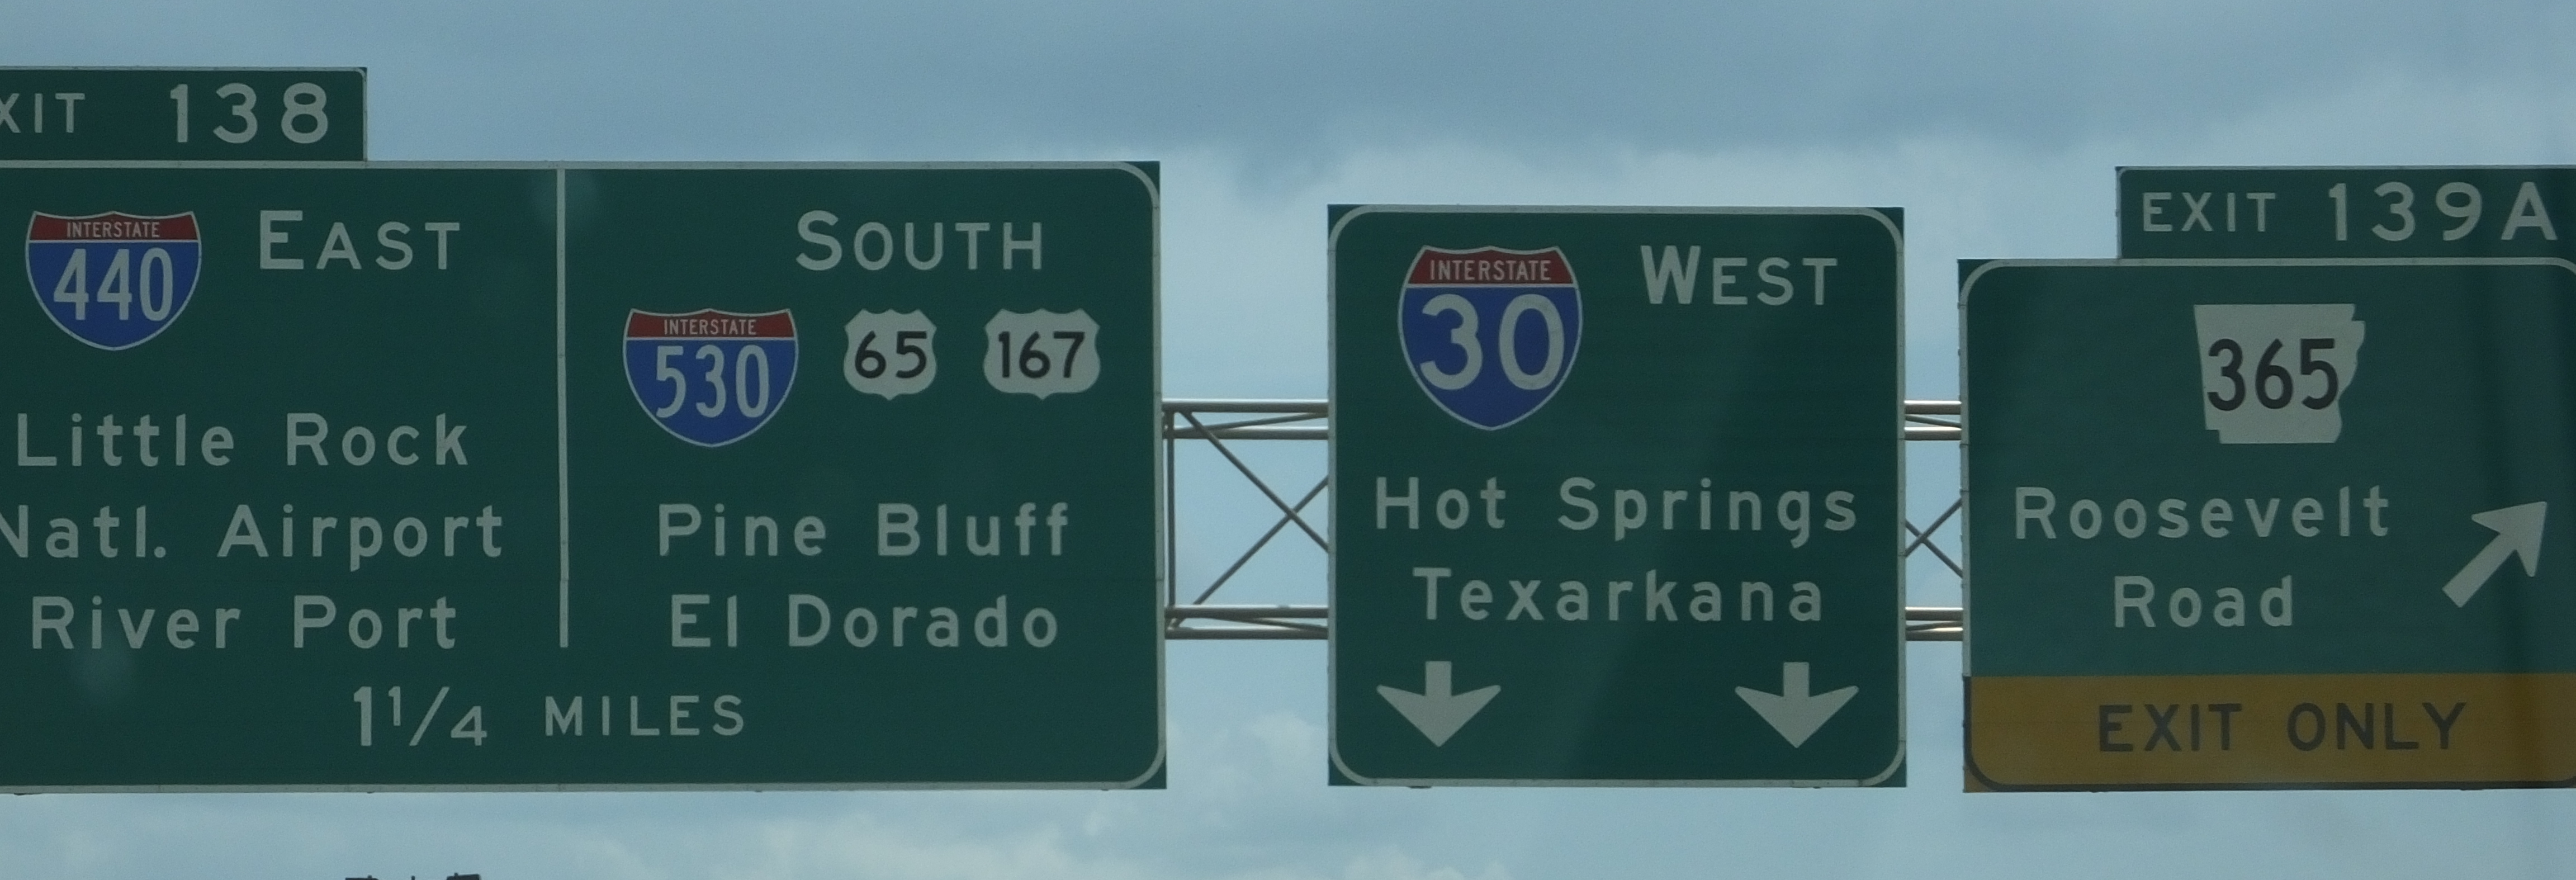 XIT 138
INTERSTATE
440
EAST
Little Rock
Natl. Airport
River Port
SOUTH
INTERSTATE
530
65
167
Pine Bluff
El Dorado
1 1/4 MILES
INTERSTATE
30
WEST
Hot Springs
Texarkana
EXIT 139A
365
Roosevelt
Road
EXIT ONLY